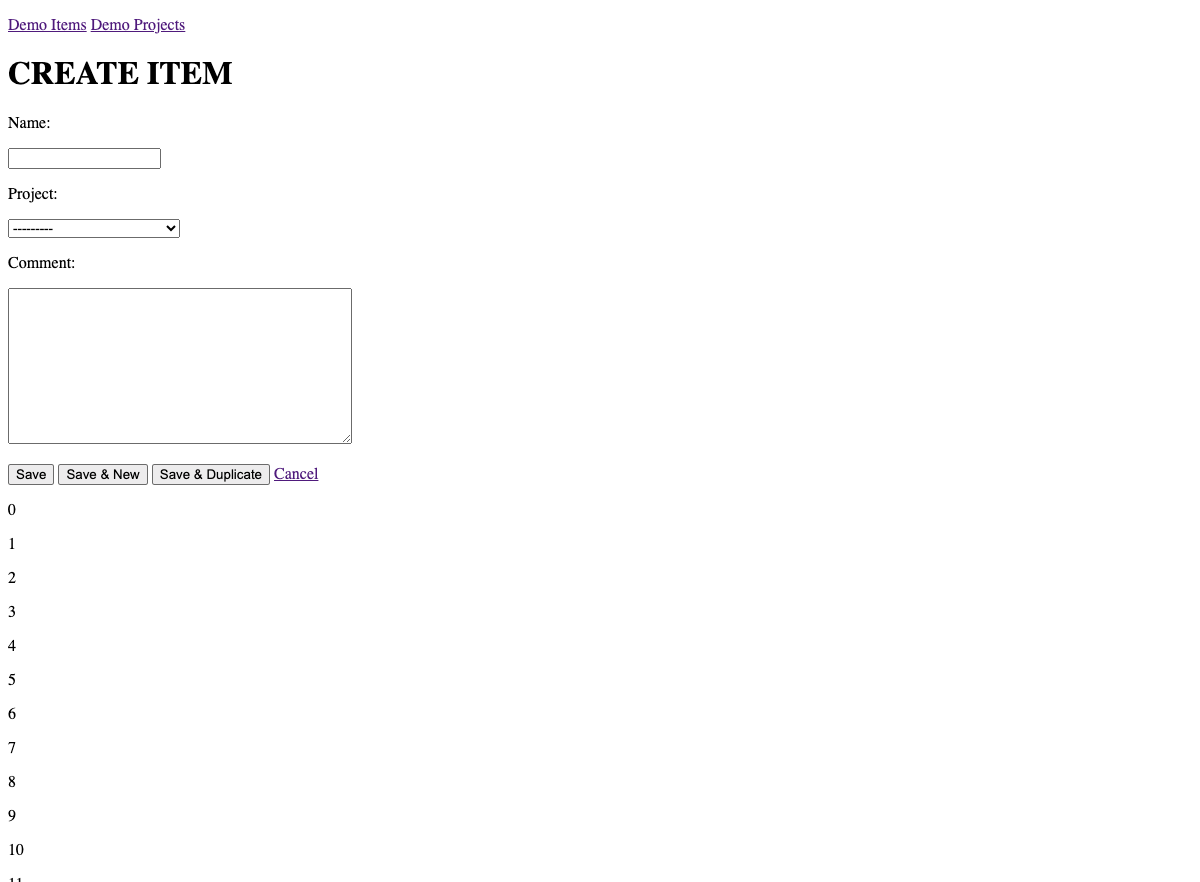 Demo Items Demo Projects
CREATE ITEM
Name:
Project:
---------
Comment:
Save Save & New Save & Duplicate Cancel
0
1
2
3
4
5
6
7
8
9
10
11